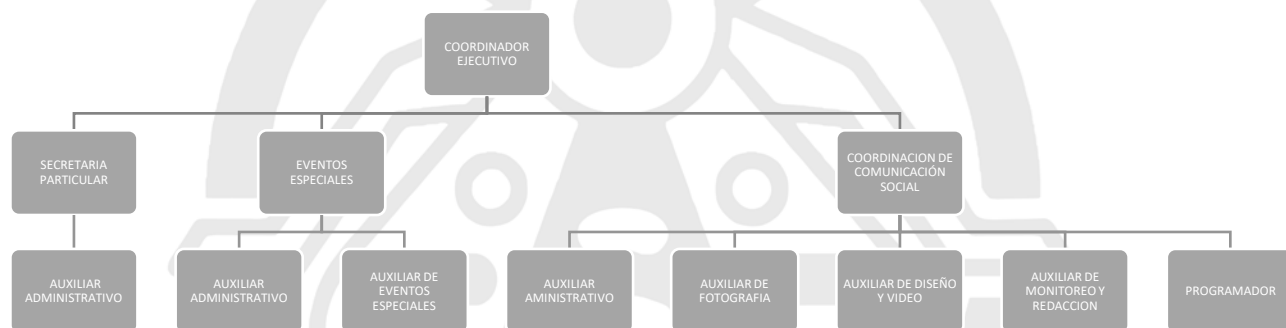 COORDINADOR
EJECUTIVO
SECRETARIA
PARTICULAR
EVENTOS
ESPECIALES
COORDINACION DE
COMUNICACIÓN
SOCIAL
AUXILIAR
ADMINISTRATIVO
AUXILIAR
ADMINISTRATIVO
AUXILIAR DE
EVENTOS
ESPECIALES
AUXILIAR
AMINISTRATIVO
AUXILIAR DE
FOTOGRAFIA
AUXILIAR DE DISEÑO
Y VIDEO
AUXILIAR DE
MONITOREO Y
REDACCION
PROGRAMADOR